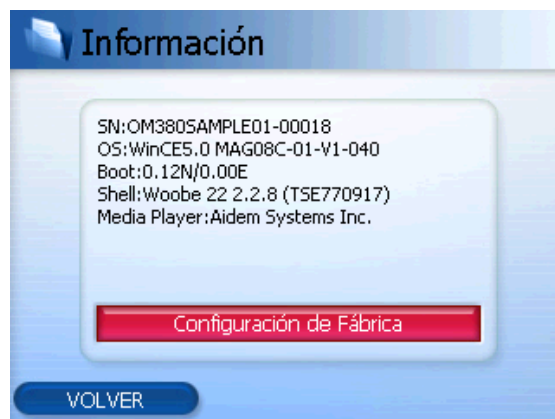 Información
SN:OM380SAMPLE01-00018
OS:WinCE5.0 MAG08C-01-V1-040
Boot:0.12N/0.00E
Shell:Woobe 22 2.2.8 (TSE770917)
Media Player:Aidem Systems Inc.
Configuración de Fábrica
VOLVER